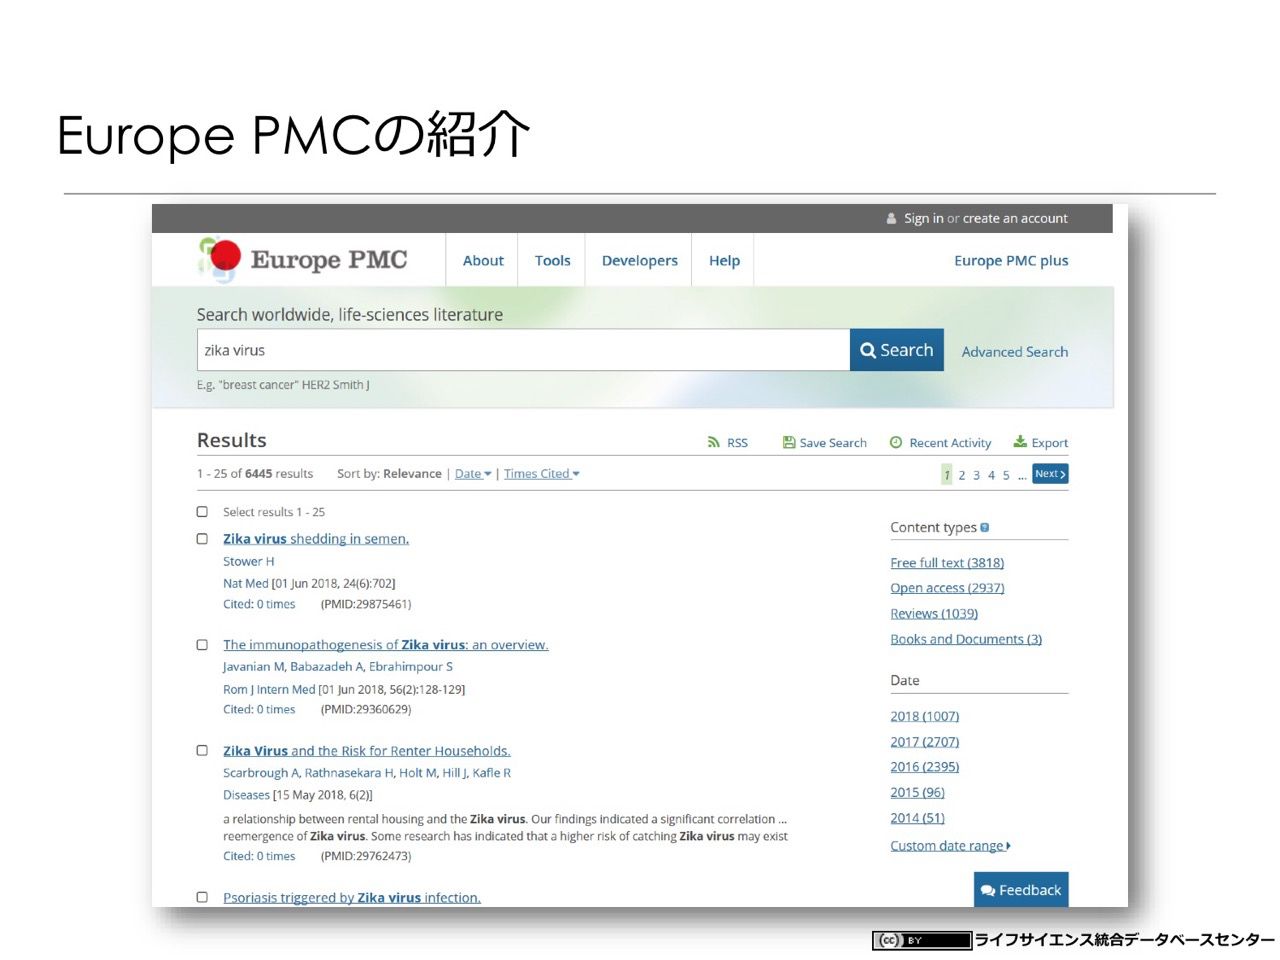 Europe PMCの紹介
Sign in or create an account
Europe PMC
About
Tools
Developers
Help
Europe PMC plus
Search worldwide, life-sciences literature
zika virus
Search
Advanced Search
E.g. "breast cancer" HER2 Smith J
Results
RSS
Save Search
Recent Activity
Export
1 - 25 of 6445 results
Sort by: Relevance | Date | Times Cited
1 2 3 4 5 ... Next
Select results 1 - 25
Zika virus shedding in semen.
Stower H
Nat Med [01 Jun 2018, 24(6):702]
Cited: 0 times (PMID:29875461)
The immunopathogenesis of Zika virus: an overview.
Javanian M, Babazadeh A, Ebrahimpour S
Rom J Intern Med [01 Jun 2018, 56(2):128-129]
Cited: 0 times (PMID:29360629)
Zika Virus and the Risk for Renter Households.
Scarbrough A, Rathnasekara H, Holt M, Hill J, Kafle R
Diseases [15 May 2018, 6(2)]
a relationship between rental housing and the Zika virus. Our findings indicated a significant correlation ...
reemergence of Zika virus. Some research has indicated that a higher risk of catching Zika virus may exist
Cited: 0 times (PMID:29762473)
Psoriasis triggered by Zika virus infection.
Content types ?
Free full text (3818)
Open access (2937)
Reviews (1039)
Books and Documents (3)
Date
2018 (1007)
2017 (2707)
2016 (2395)
2015 (96)
2014 (51)
Custom date range
Feedback
cc BY ライフサイエンス統合データベースセンター